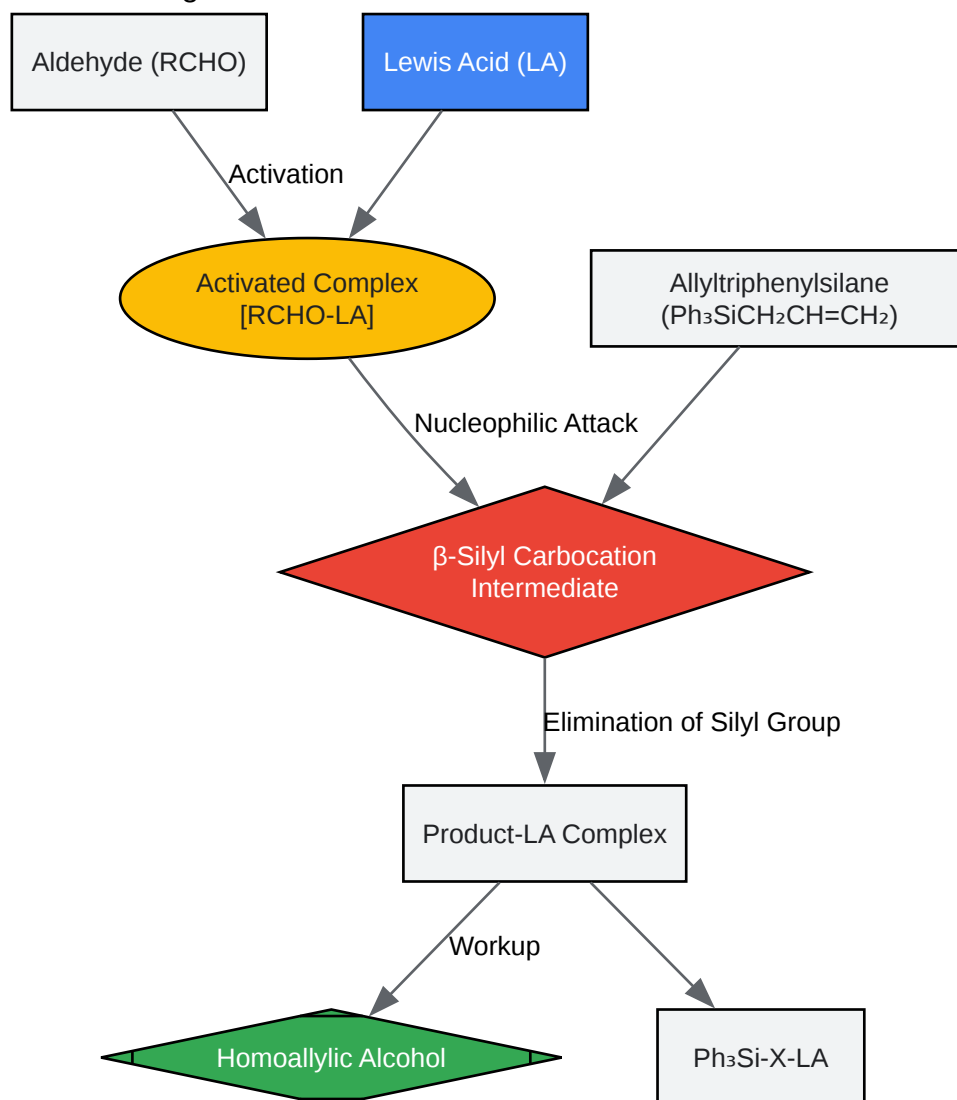 Aldehyde (RCHO)
Lewis Acid (LA)
Activation
Activated Complex
[RCHO-LA]
Allyltriphenylsilane
(Ph₃SiCH₂CH=CH₂)
Nucleophilic Attack
β-Silyl Carbocation
Intermediate
Elimination of Silyl Group
Product-LA Complex
Workup
Homoallylic Alcohol
Ph₃Si-X-LA